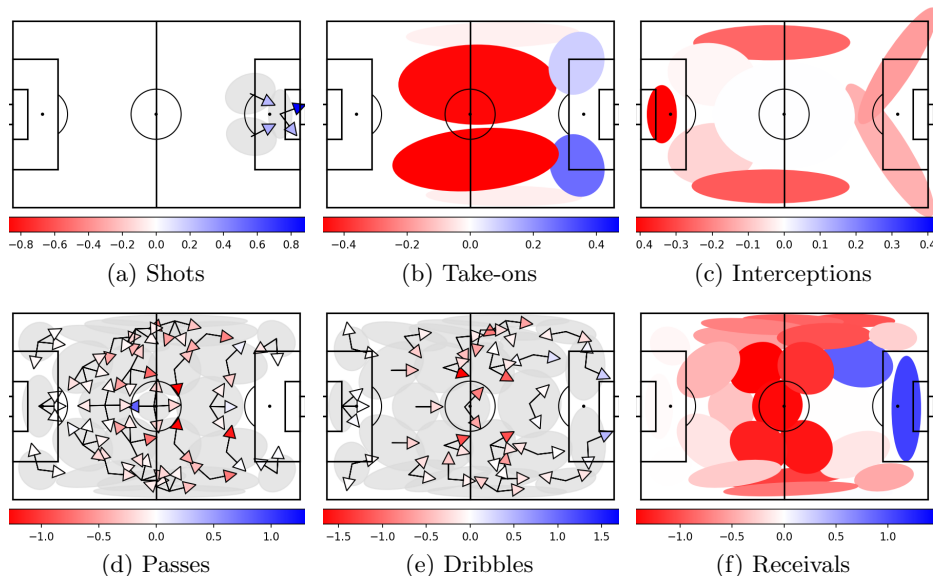 −0.8 −0.6 −0.4 −0.2 0.0 0.2 0.4 0.6 0.8
−0.4 −0.2 0.0 0.2 0.4
0.4 −0.3 −0.2 −0.1 0.0 0.1 0.2 0.3 0.4
(a) Shots
(b) Take-ons
(c) Interceptions
−1.0 −0.5 0.0 0.5 1.0
−1.5 −1.0 −0.5 0.0 0.5 1.0 1.5
−1.0 −0.5 0.0 0.5 1.0
(d) Passes
(e) Dribbles
(f) Receivals